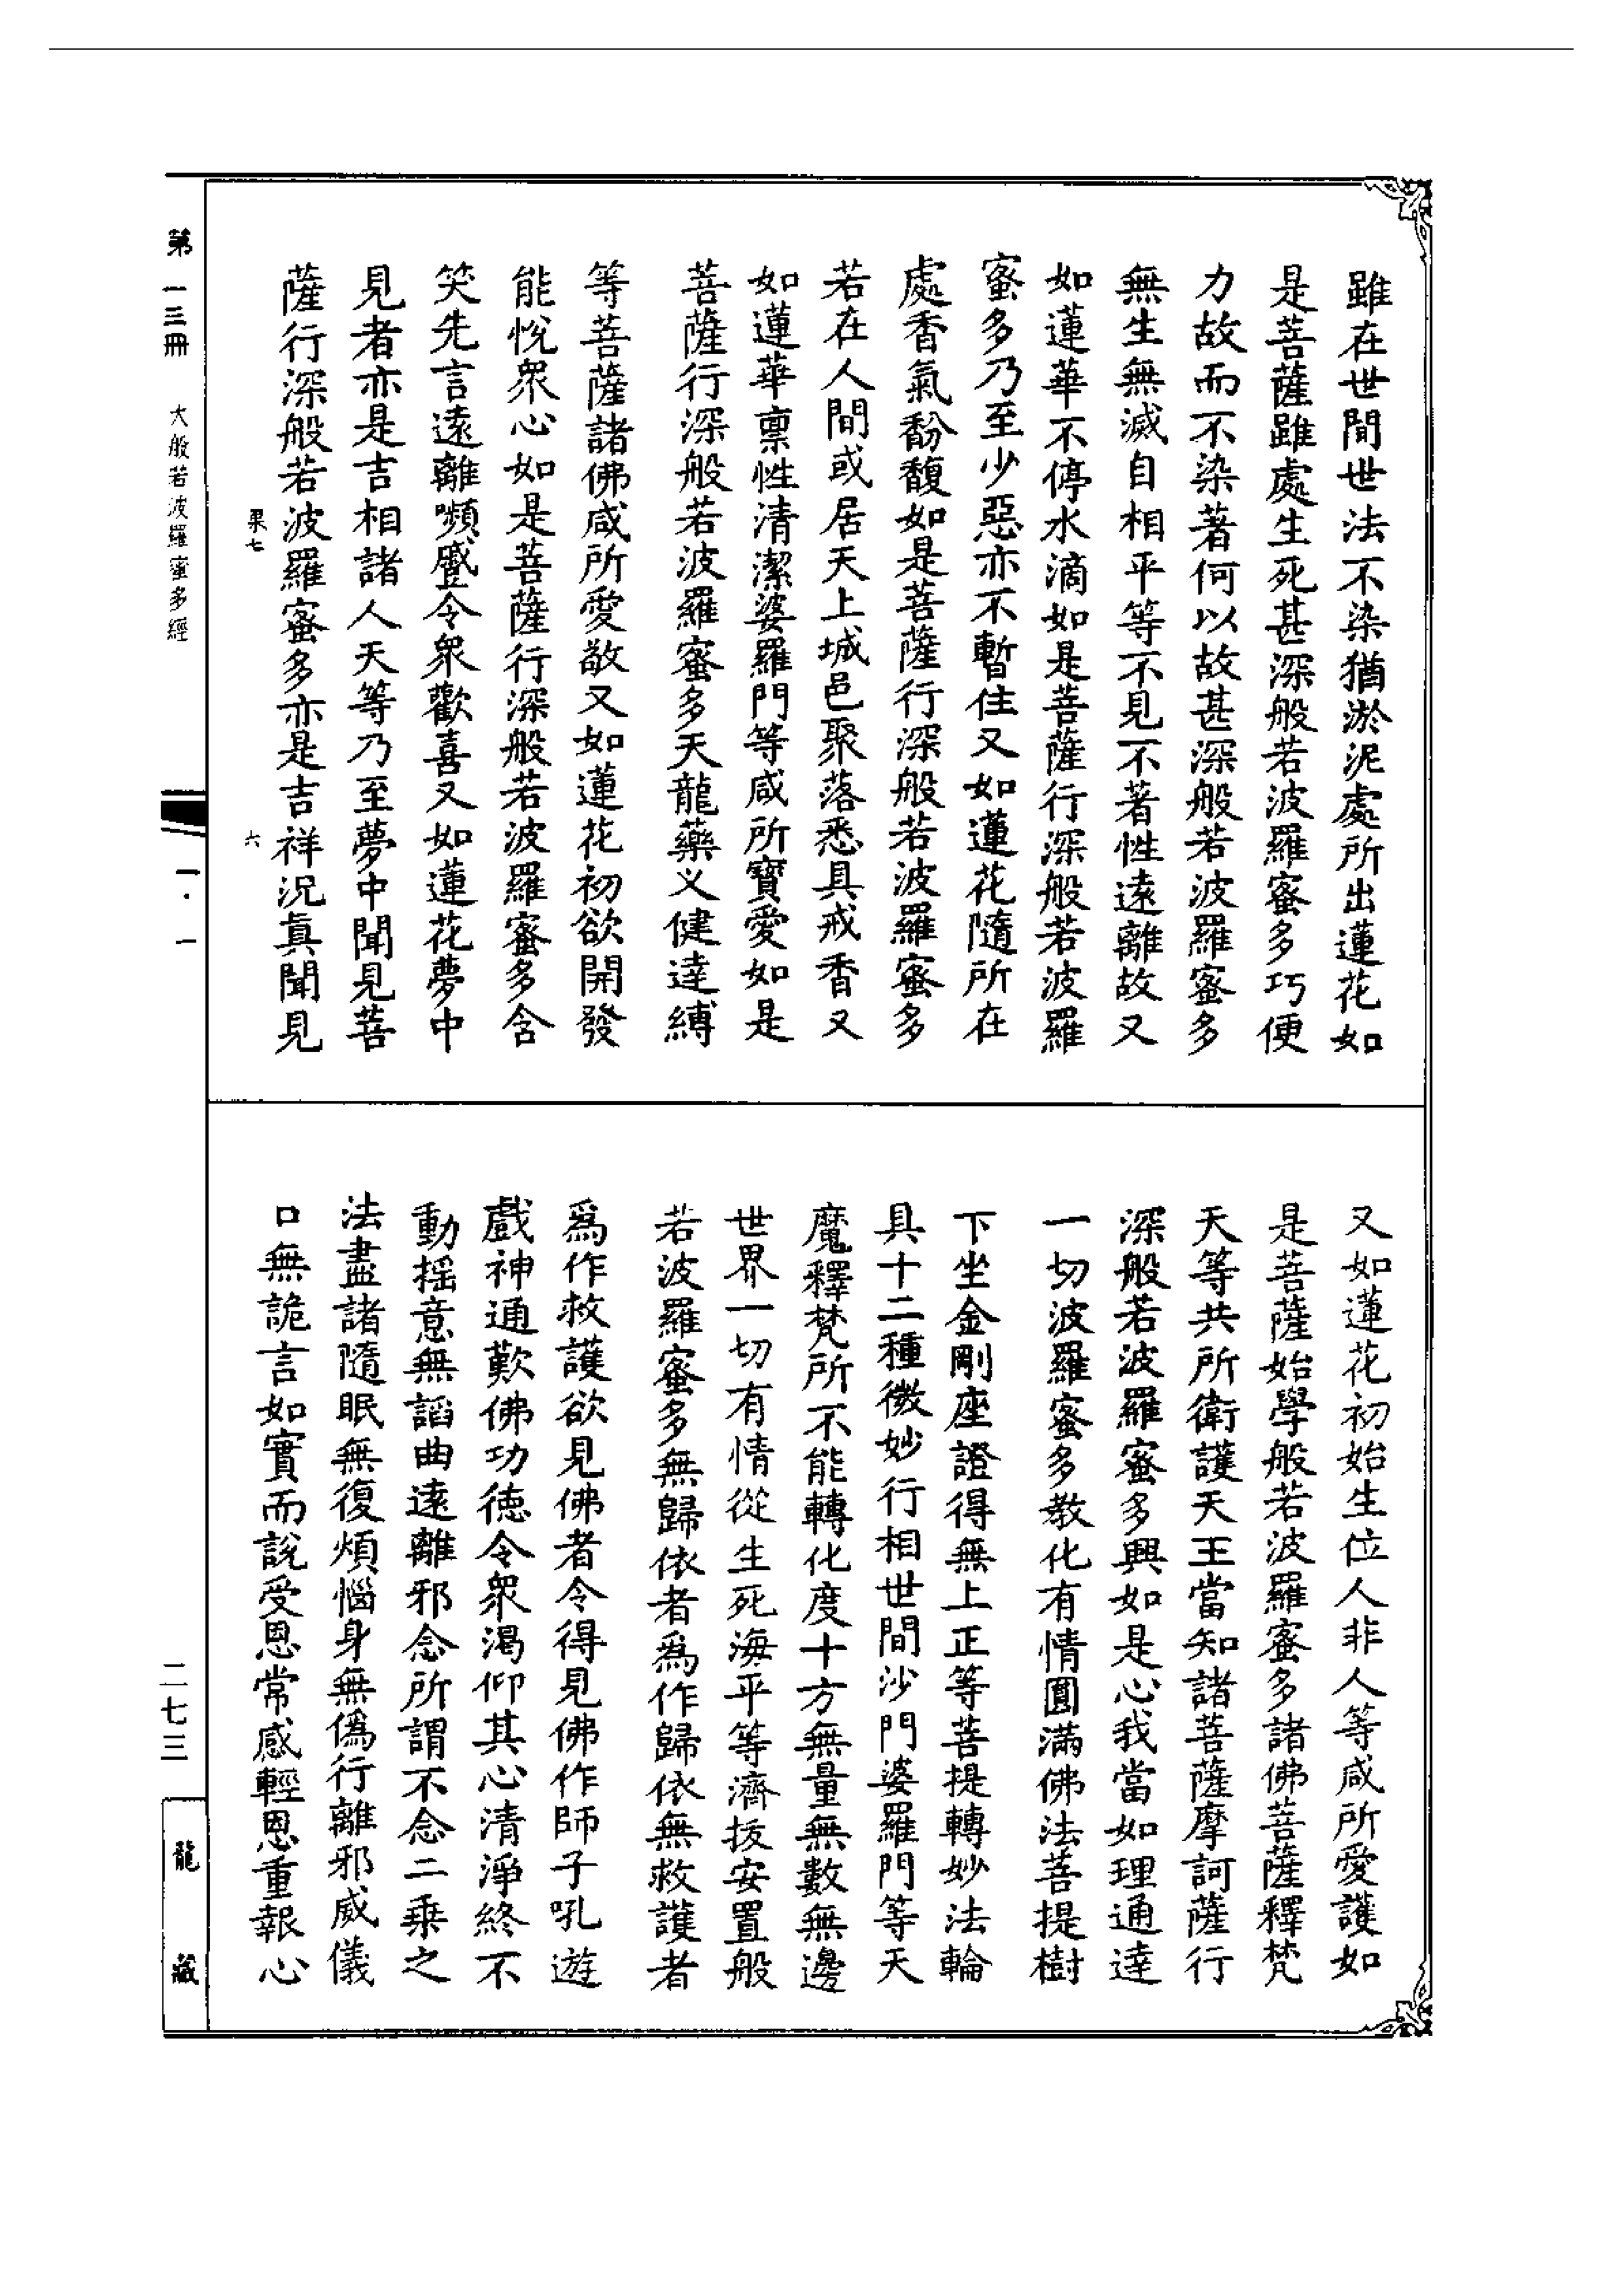 雖在世間世法不染猶淤泥處所出蓮花如
是菩薩雖處生死甚深般若波羅蜜多巧便
力故而不染著何以故甚深般若波羅蜜多
無生無滅自相平等不見不著性遠離故又
如蓮華不停水滴如是菩薩行深般若波羅
蜜多乃至少惡亦不暫住又如蓮花隨所在
處香氣馚馥如是菩薩行深般若波羅蜜多
若在人間或居天上城邑聚落悉具戒香又
如蓮華禀性清潔婆羅門等咸所寶愛如是
菩薩行深般若波羅蜜多天龍藥义健達縛
等菩薩諸佛咸所愛敬又如蓮花初欲開發
能悅眾心如是菩薩行深般若波羅蜜多含
笑先言遠離嚬蹙令眾歡喜又如蓮花夢中
見者亦是吉相諸人天等乃至夢中聞見菩
薩行深般若波羅蜜多亦是吉祥況真聞見
又如蓮花初始生位人非人等咸所愛護如
是菩薩始學般若波羅蜜多諸佛菩薩釋梵
天等共所衛護天王當知諸菩薩摩訶薩行
深般若波羅蜜多興如是心我當如理通達
一切波羅蜜多教化有情圓滿佛法菩提樹
下坐金剛座證得無上正等菩提轉妙法輪
具十二種微妙行相世間沙門婆羅門等天
魔釋梵所不能轉化度十方無量無數無邊
世界一切有情從生死海平等濟拔安置般
若波羅蜜多無歸依者為作歸依無救護者
為作救護欲見佛者令得見佛作師子吼遊
戲神通歎佛功德令眾渴仰其心清淨終不
動摇意無諂曲遠離邪念所謂不念二乘之
法盡諸隨眠無復煩惱身無偽行離邪威儀
口無詭言如實而說受恩常感輕恩重報心
第一三冊
大般若波羅蜜多經
果七
六
一·一
二七三
龍藏